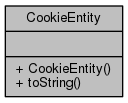 CookieEntity
+ CookieEntity()
+ toString()